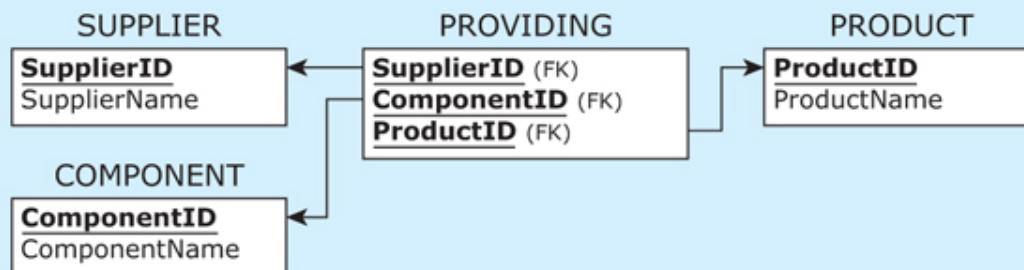 SUPPLIER
SupplierID
SupplierName
PROVIDING
SupplierID (FK)
ComponentID (FK)
ProductID (FK)
PRODUCT
ProductID
ProductName
COMPONENT
ComponentID
ComponentName